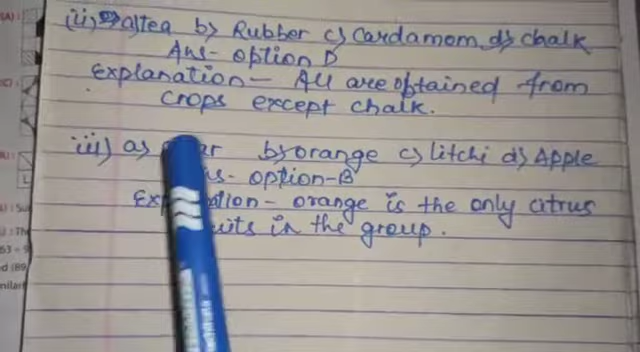 (ii) a) tea b) Rubber c) Cardamom d) chalk
Ans- option D
Explanation - All are obtained from
crops except chalk.
iii) a) b) orange c) litchi d) Apple
option-B
orange is the only citrus
in the group.